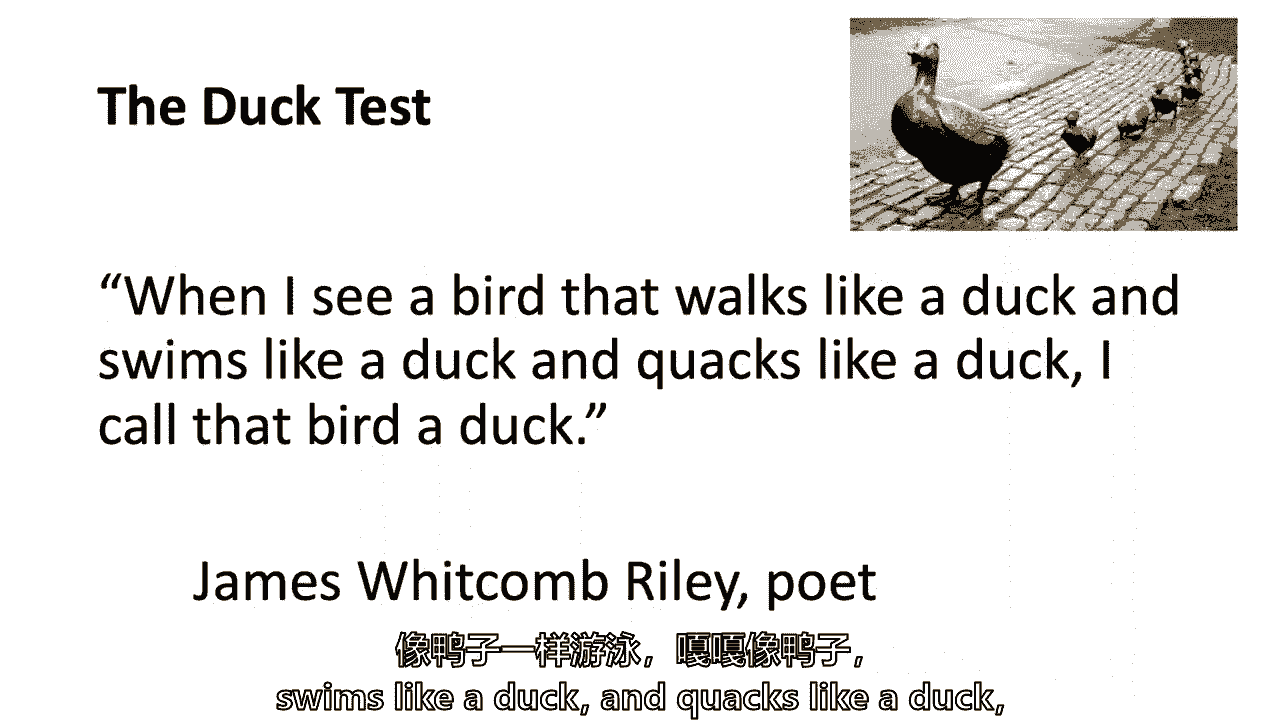 The Duck Test
“When I see a bird that walks like a duck and
swims like a duck and quacks like a duck, I
call that bird a duck.”
James Whitcomb Riley, poet
像鸭子一样游泳，嘎嘎像鸭子，
swims like a duck, and quacks like a duck,